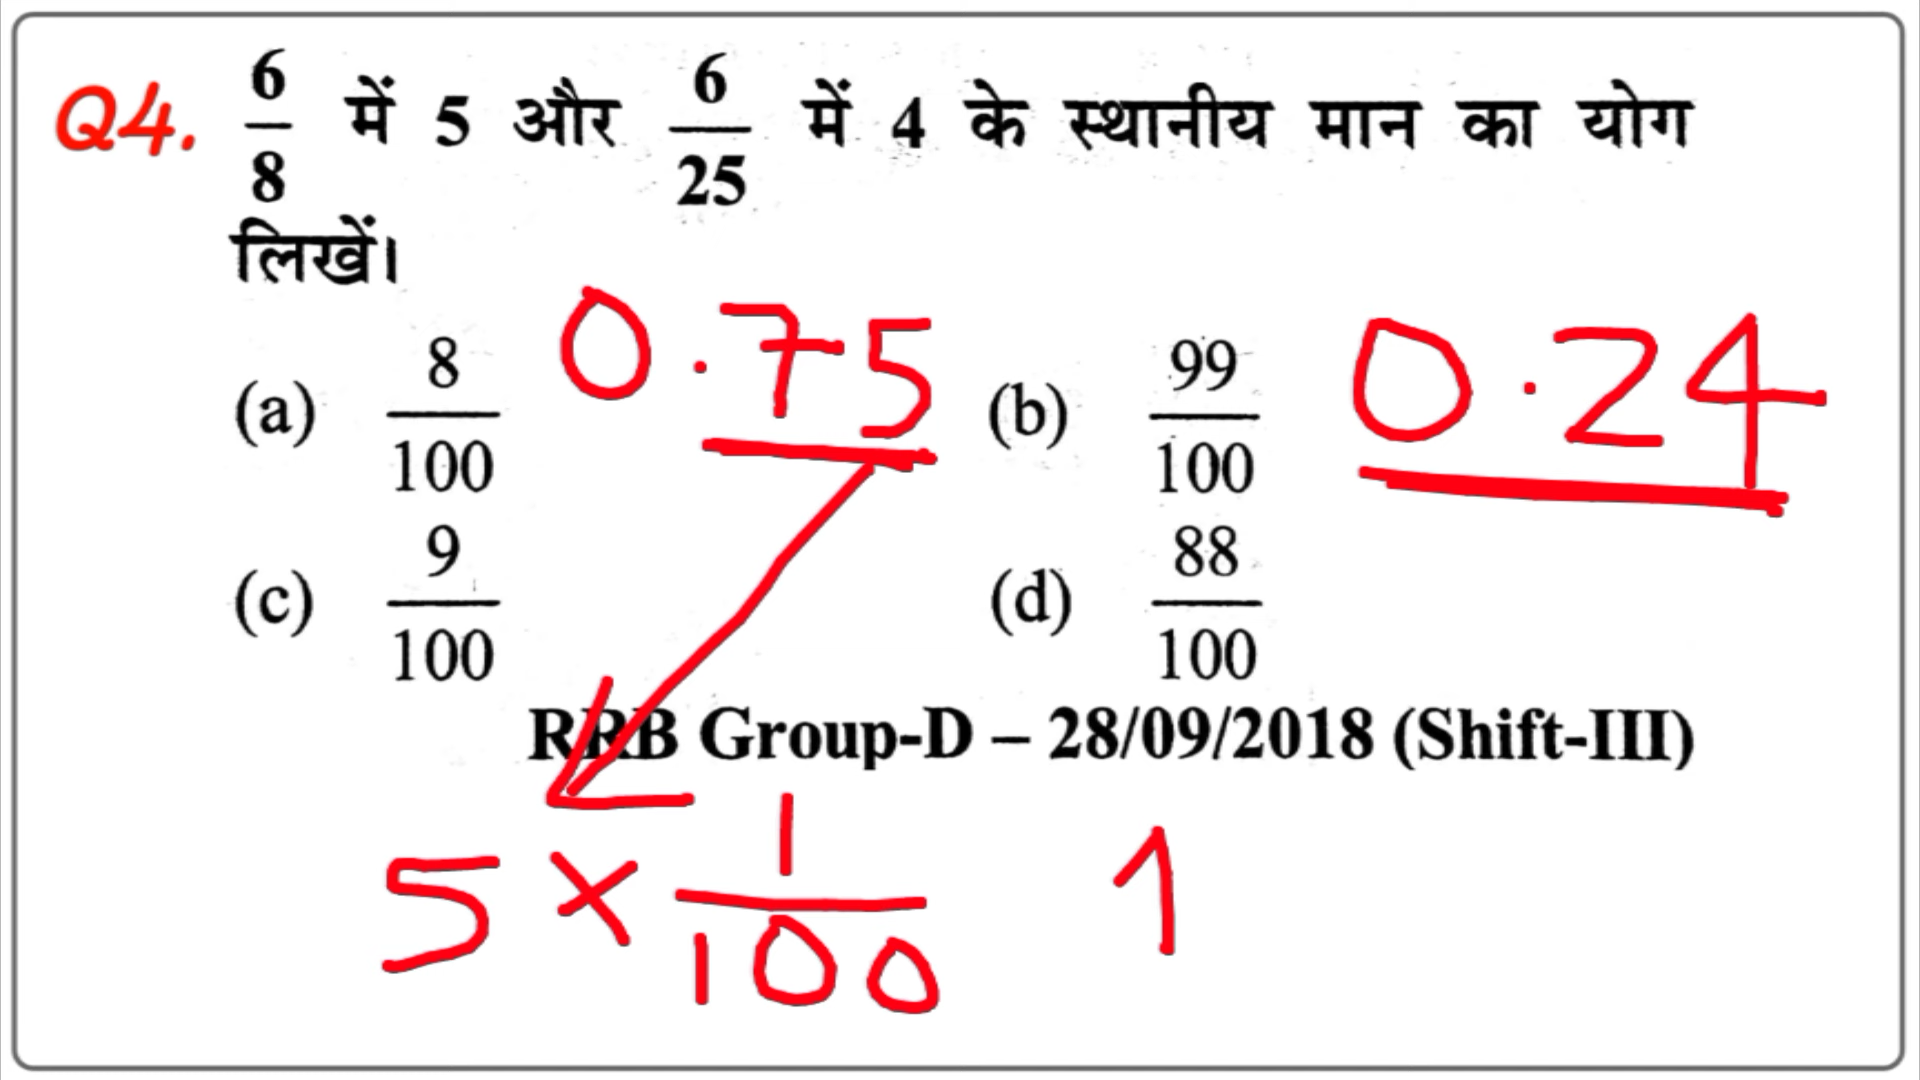 Q4. 6/8 में 5 और 6/25 में 4 के स्थानीय मान का योग
लिखें।
(a) 8/100 0.75 (b) 99/100 0.24
(c) 9/100 (d) 88/100
RRB Group-D – 28/09/2018 (Shift-III)
5 × 1/100 1